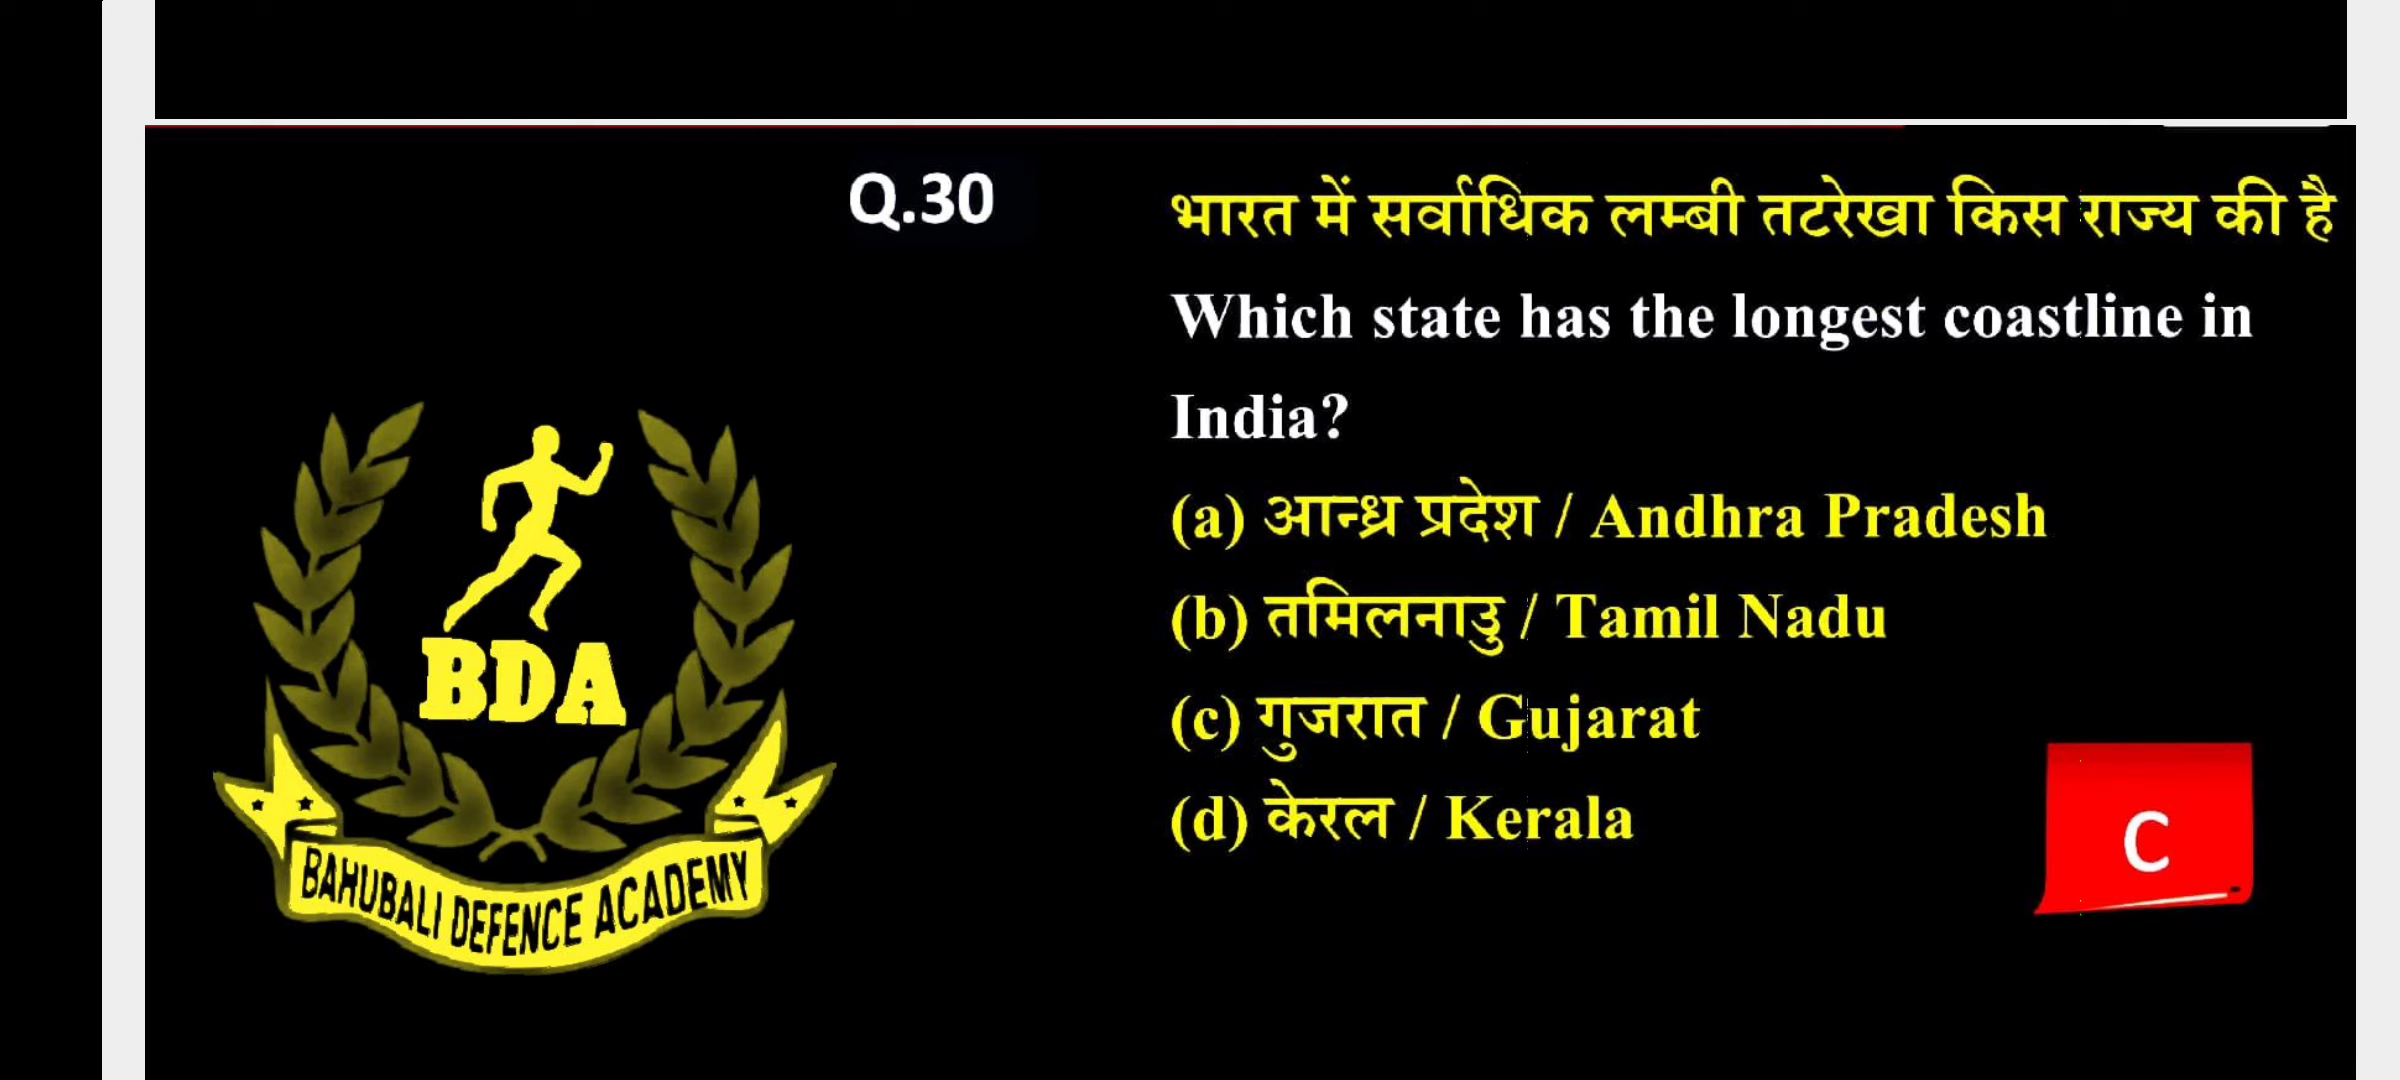 Q.30
भारत में सर्वाधिक लम्बी तटरेखा किस राज्य की है
Which state has the longest coastline in
India?
(a) आन्ध्र प्रदेश / Andhra Pradesh
(b) तमिलनाउु / Tamil Nadu
(c) गुजरात / Gujarat
(d) केरल / Kerala
C
BDA
BAHUBALI DEFENCE ACADEMY